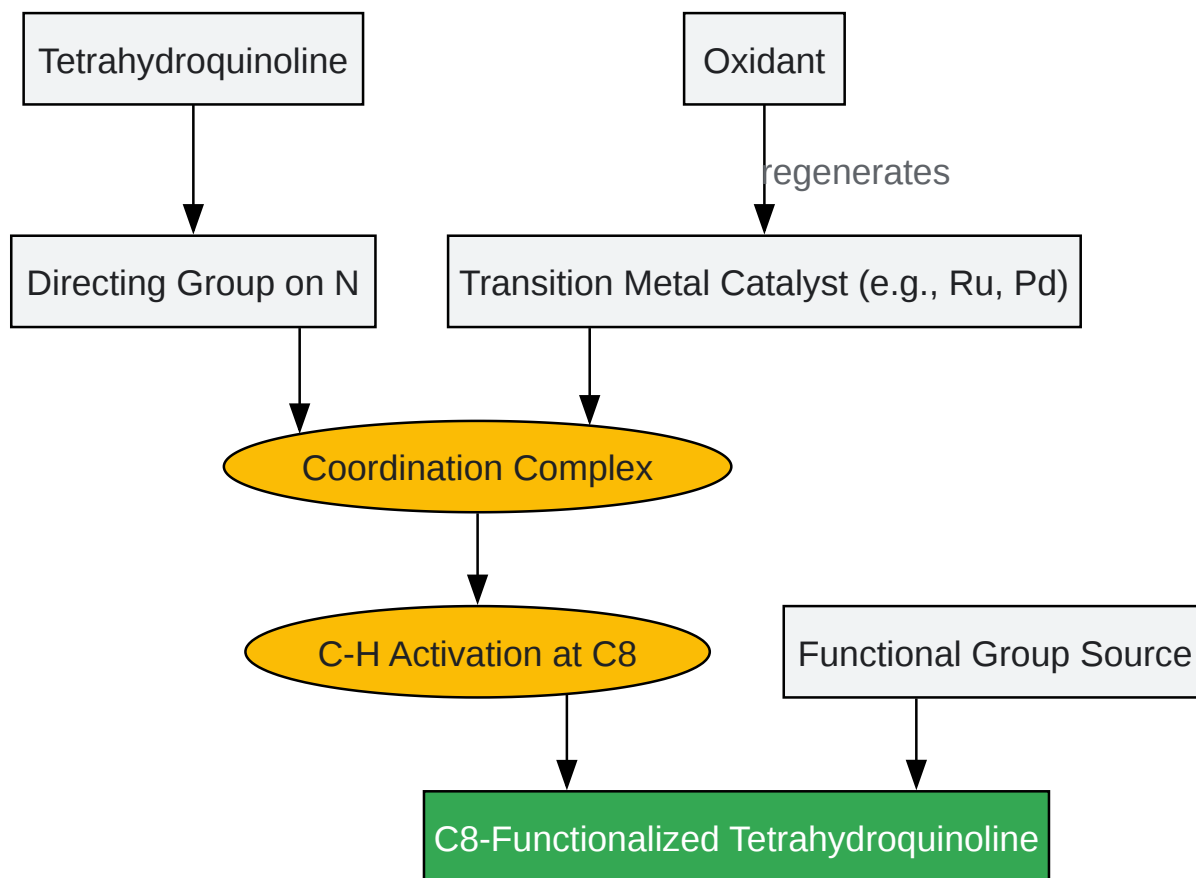 Tetrahydroquinoline
Oxidant
regenerates
Directing Group on N
Transition Metal Catalyst (e.g., Ru, Pd)
Coordination Complex
C-H Activation at C8
Functional Group Source
C8-Functionalized Tetrahydroquinoline